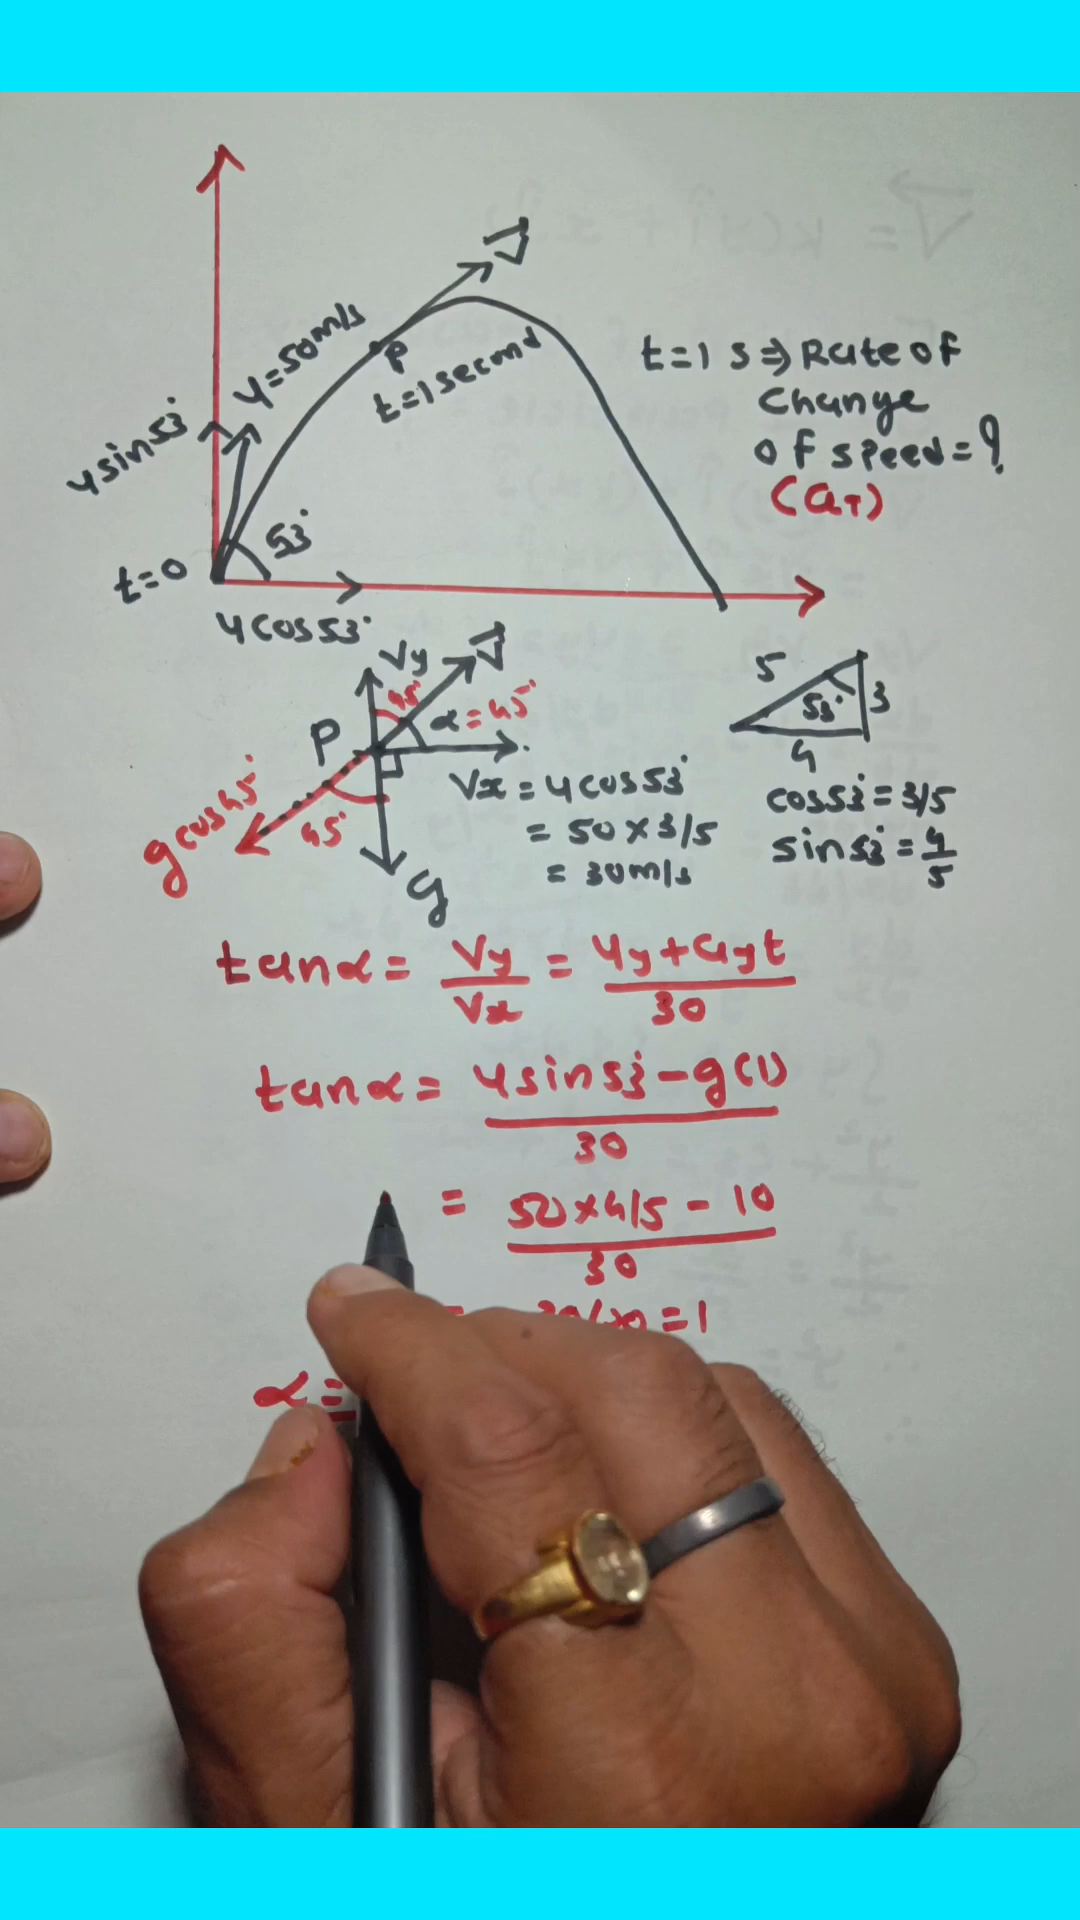 u=50m/s
P
t=1second
usin53°
53°
t=0
ucos53°
t=1 s⇒Rate of
change
of speed=?
(aT)
Vy
V
45°
α=45°
P
gcos45°
45°
g
Vx=ucos53°
= 50×3/5
= 30m/s
5
53°
3
4
cos53°=3/5
sin53°=4/5
tanα= Vy/Vx = uy+ayt/30
tanα= usin53°-g(1)/30
= 50×4/5 - 10/30
=1
α=